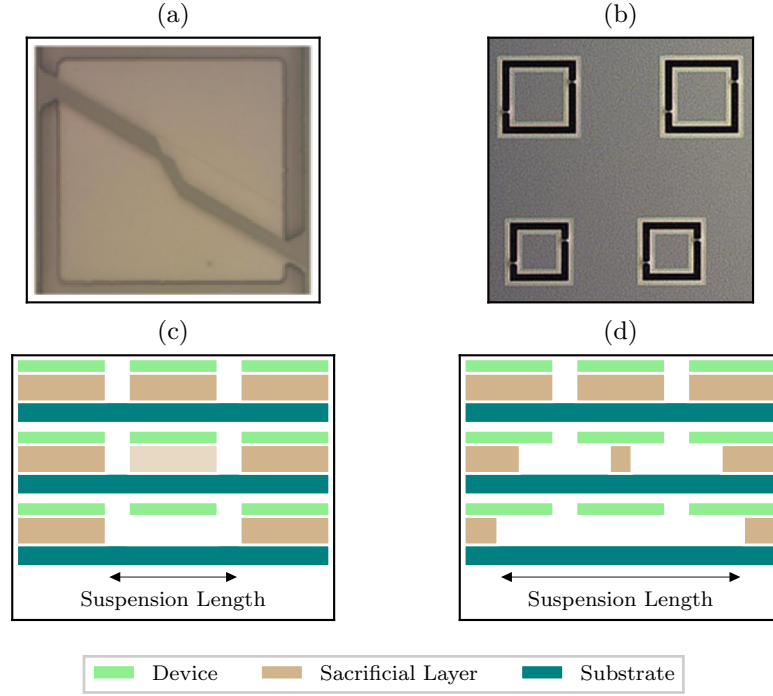 (a)
(b)
(c)
(d)
Suspension Length
Suspension Length
Device
Sacrificial Layer
Substrate